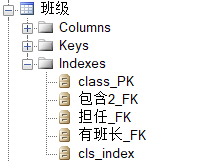 班级
Columns
Keys
Indexes
class_PK
包含2_FK
担任_FK
有班长_FK
cls_index